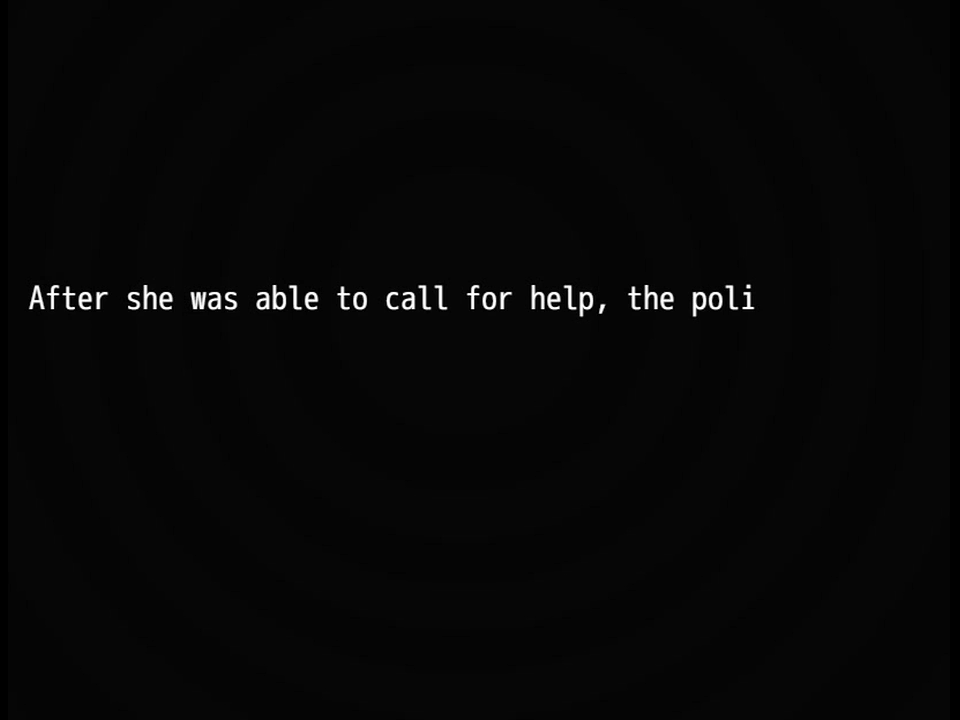 After she was able to call for help, the poli